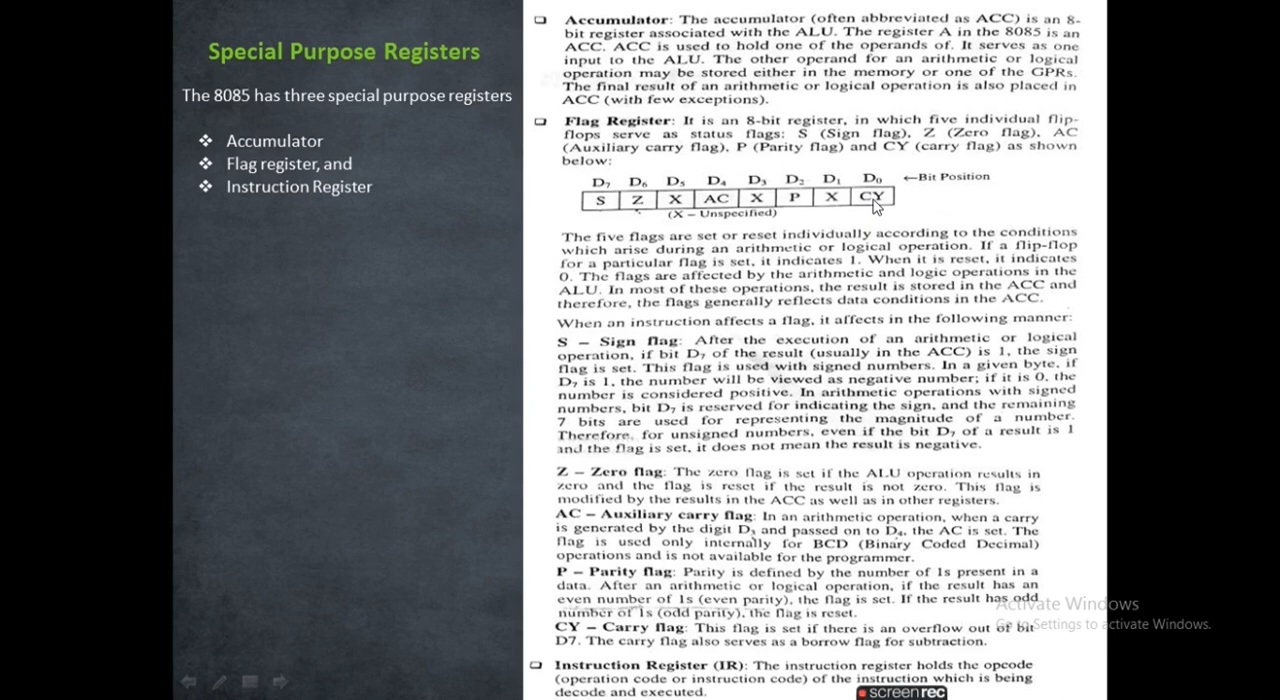 Special Purpose Registers
The 8085 has three special purpose registers
❖ Accumulator
❖ Flag register, and
❖ Instruction Register
❑ Accumulator: The accumulator (often abbreviated as ACC) is an 8-
bit register associated with the ALU. The register A in the 8085 is an
ACC. ACC is used to hold one of the operands of. It serves as one
input to the ALU. The other operand for an arithmetic or logical
operation may be stored either in the memory or one of the GPRs.
The final result of an arithmetic or logical operation is also placed in
ACC (with few exceptions).
❑ Flag Register: It is an 8-bit register, in which five individual flip-
flops serve as status flags: S (Sign flag), Z (Zero flag), AC
(Auxiliary carry flag), P (Parity flag) and CY (carry flag) as shown
below:
D₇ D₆ D₅ D₄ D₃ D₂ D₁ D₀ ←Bit Position
S Z X AC X P X CY
(X – Unspecified)
The five flags are set or reset individually according to the conditions
which arise during an arithmetic or logical operation. If a flip-flop
for a particular flag is set, it indicates 1. When it is reset, it indicates
0. The flags are affected by the arithmetic and logic operations in the
ALU. In most of these operations, the result is stored in the ACC and
therefore, the flags generally reflects data conditions in the ACC.
When an instruction affects a flag, it affects in the following manner:
S – Sign flag: After the execution of an arithmetic or logical
operation, if bit D₇ of the result (usually in the ACC) is 1, the sign
flag is set. This flag is used with signed numbers. In a given byte, if
D₇ is 1, the number will be viewed as negative number; if it is 0, the
number is considered positive. In arithmetic operations with signed
numbers, bit D₇ is reserved for indicating the sign, and the remaining
7 bits are used for representing the magnitude of a number.
Therefore, for unsigned numbers, even if the bit D₇ of a result is 1
and the flag is set, it does not mean the result is negative.
Z – Zero flag: The zero flag is set if the ALU operation results in
zero and the flag is reset if the result is not zero. This flag is
modified by the results in the ACC as well as in other registers.
AC – Auxiliary carry flag: In an arithmetic operation, when a carry
is generated by the digit D₃ and passed on to D₄, the AC is set. The
flag is used only internally for BCD (Binary Coded Decimal)
operations and is not available for the programmer.
P – Parity flag: Parity is defined by the number of 1s present in a
data. After an arithmetic or logical operation, if the result has an
even number of 1s (even parity), the flag is set. If the result has odd
number of 1s (odd parity), the flag is reset.
CY – Carry flag: This flag is set if there is an overflow out of bit
D7. The carry flag also serves as a borrow flag for subtraction.
❑ Instruction Register (IR): The instruction register holds the opcode
(operation code or instruction code) of the instruction which is being
decode and executed.
Activate Windows
Go to Settings to activate Windows.
screenrec